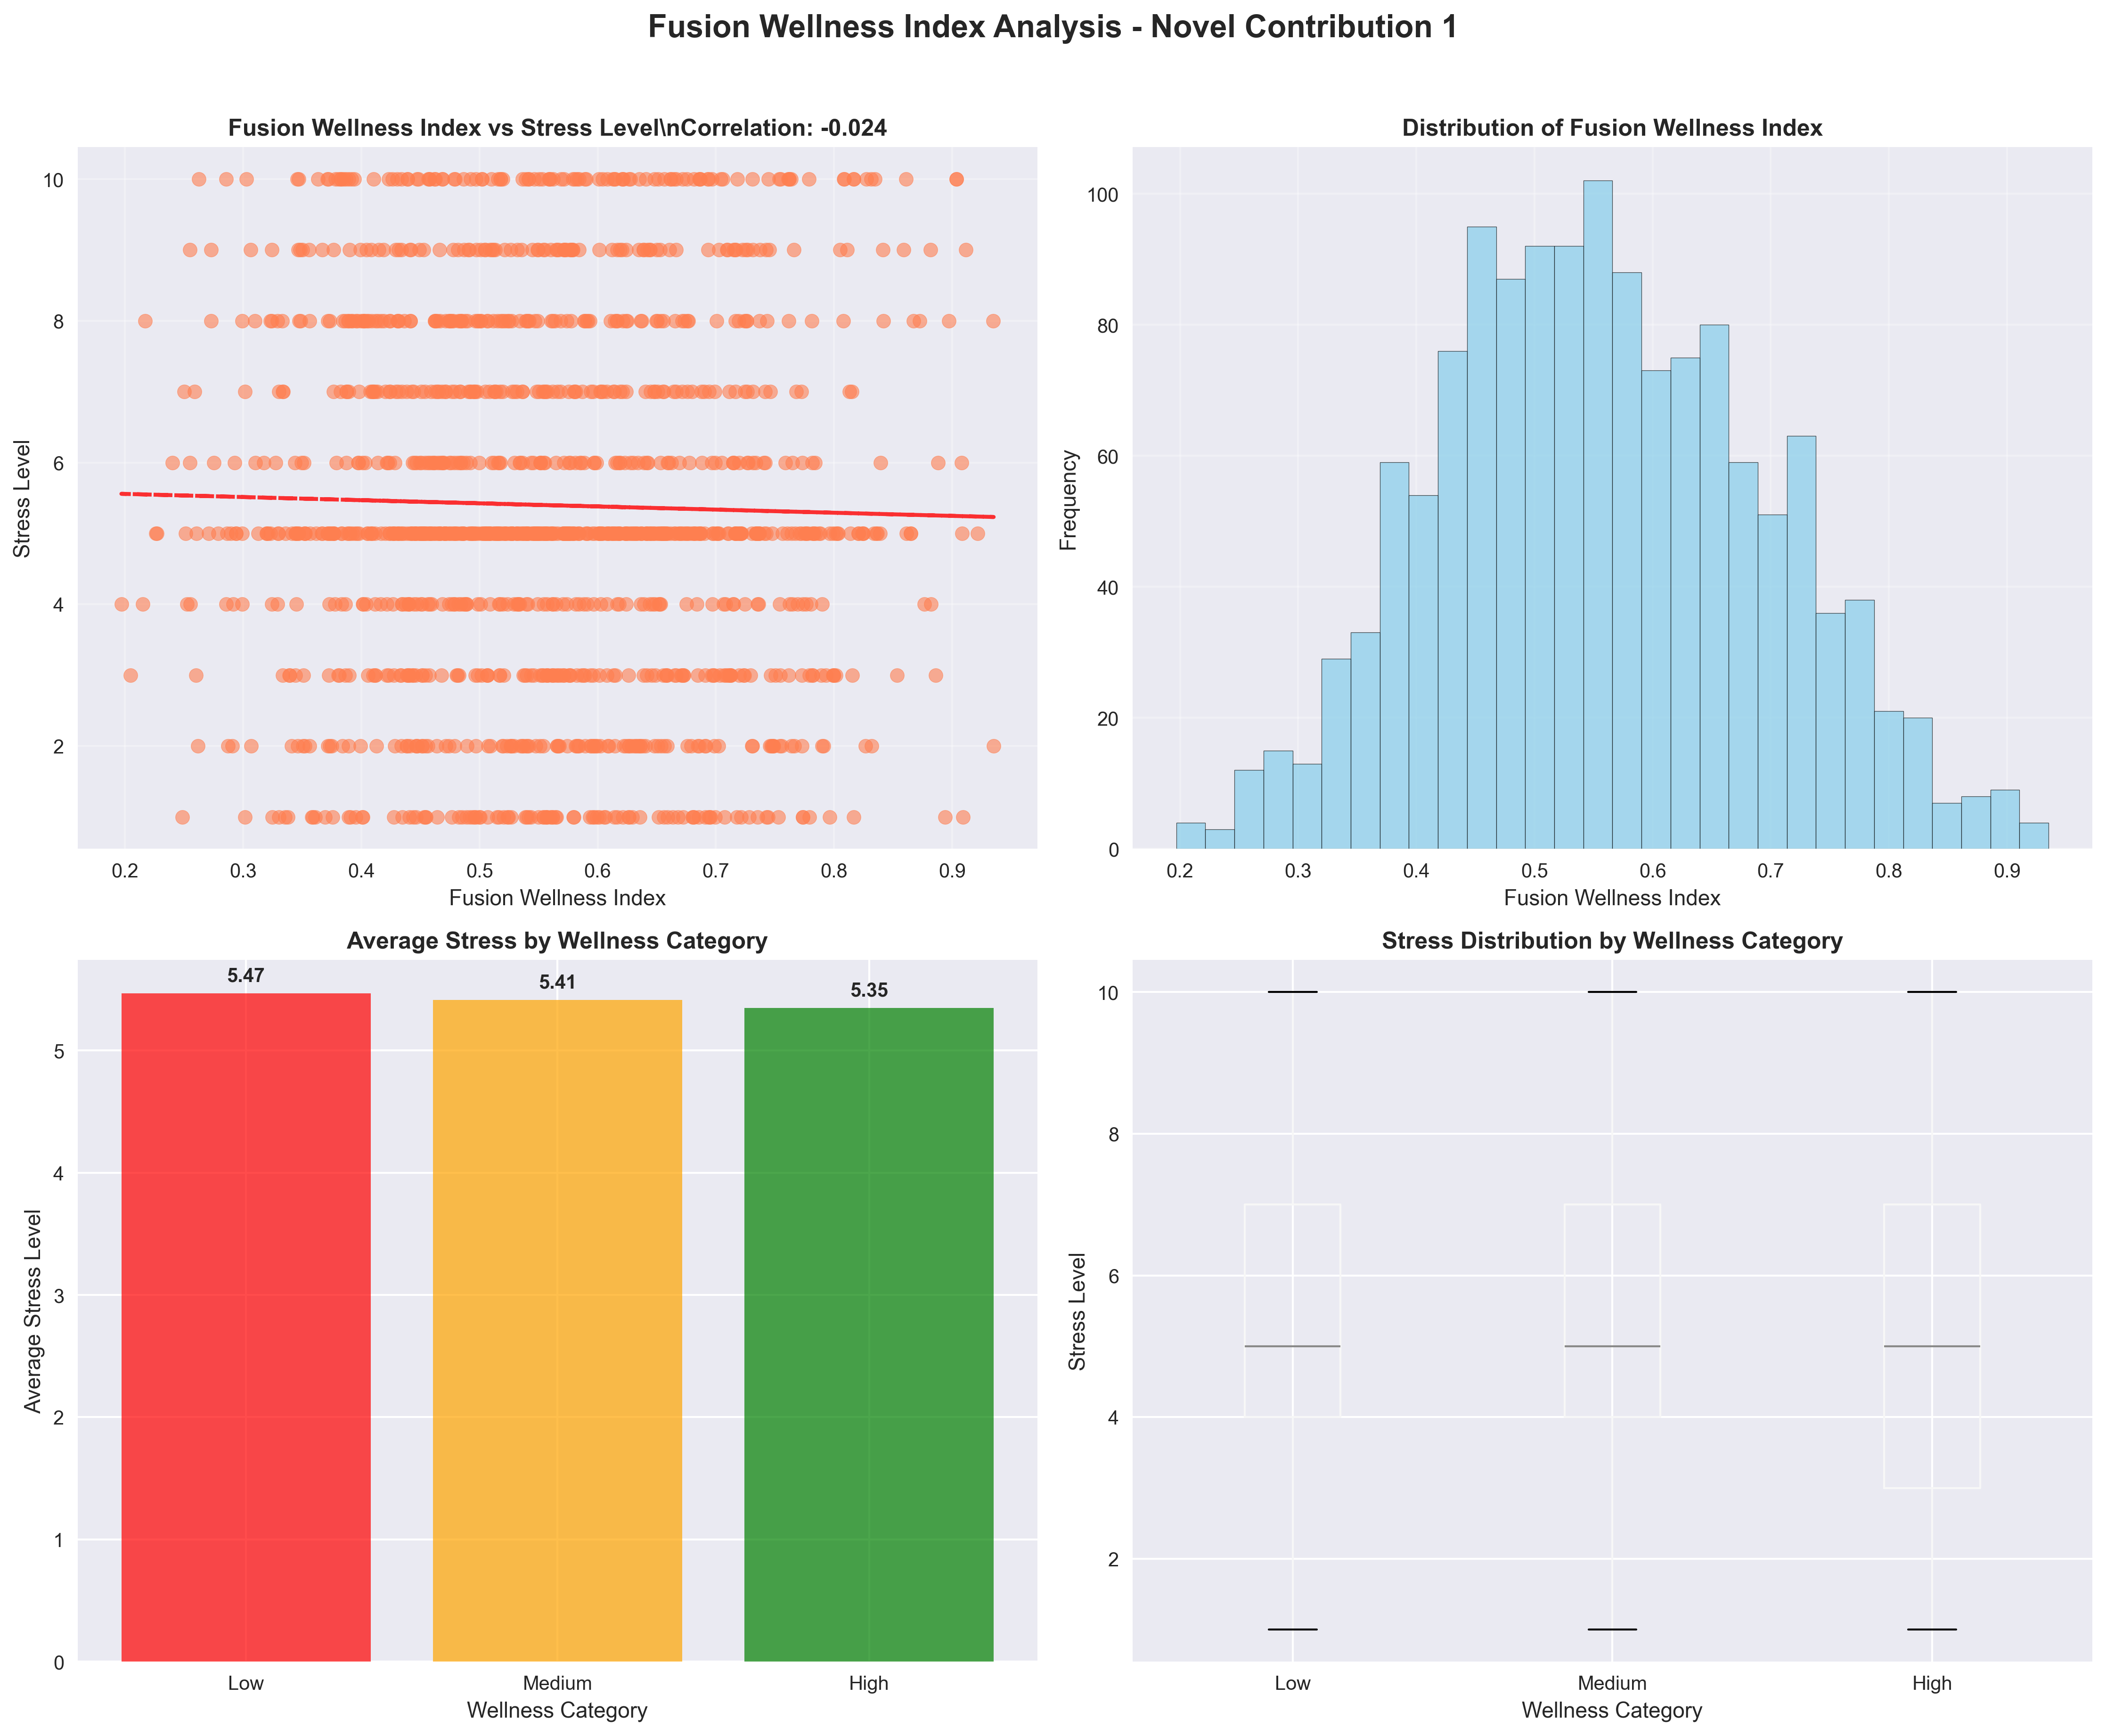 Fusion Wellness Index Analysis - Novel Contribution 1
Fusion Wellness Index vs Stress Level\nCorrelation: -0.024
10
8
6
4
2
Stress Level
0.2 0.3 0.4 0.5 0.6 0.7 0.8 0.9
Fusion Wellness Index
Distribution of Fusion Wellness Index
100
80
60
40
20
0
Frequency
0.2 0.3 0.4 0.5 0.6 0.7 0.8 0.9
Fusion Wellness Index
Average Stress by Wellness Category
5.47 5.41 5.35
5
4
3
2
1
0
Average Stress Level
Low Medium High
Wellness Category
Stress Distribution by Wellness Category
10
8
6
4
2
Stress Level
Low Medium High
Wellness Category